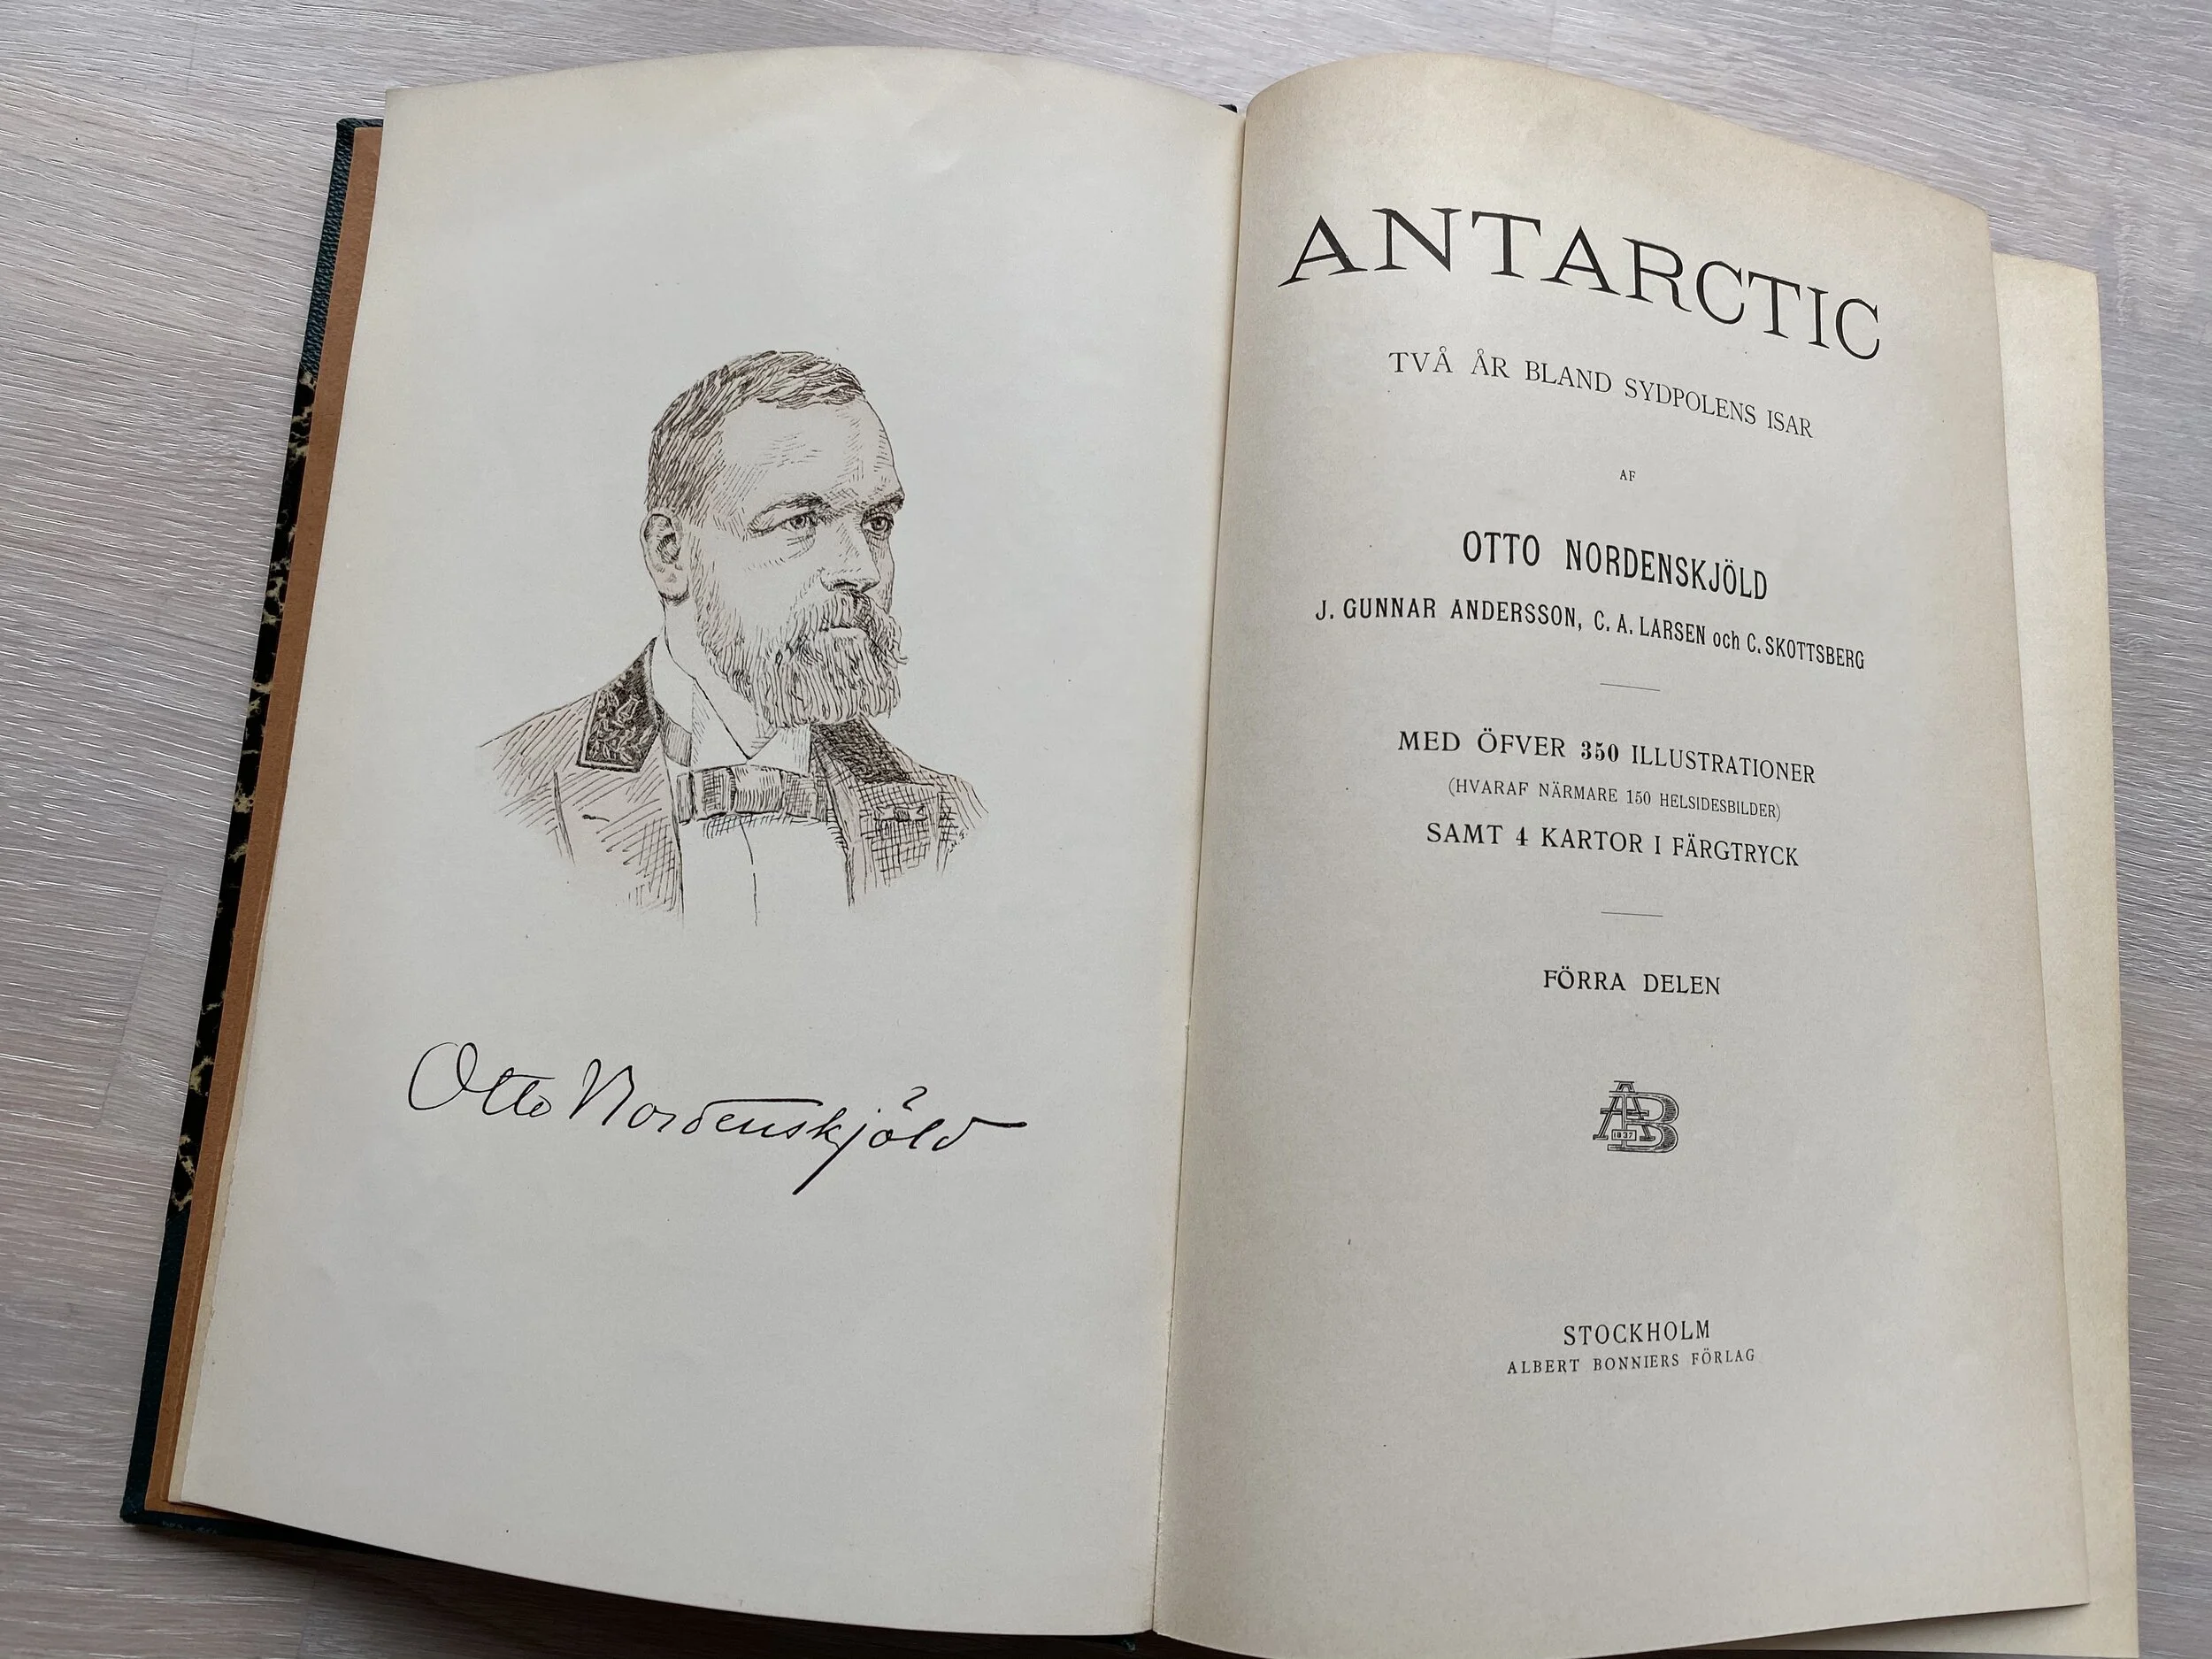 Otto Nordenskjöld
ANTARCTIC
TVÅ ÅR BLAND SYDPOLENS ISAR
AF
OTTO NORDENSKJÖLD
J. GUNNAR ANDERSSON, C. A. LARSEN och C. SKOTTSBERG
MED ÖFVER 350 ILLUSTRATIONER
(HVARAF NÄRMARE 150 HELSIDESBILDER)
SAMT 4 KARTOR I FÄRGTRYCK
FÖRRA DELEN
AB
1837
STOCKHOLM
ALBERT BONNIERS FÖRLAG